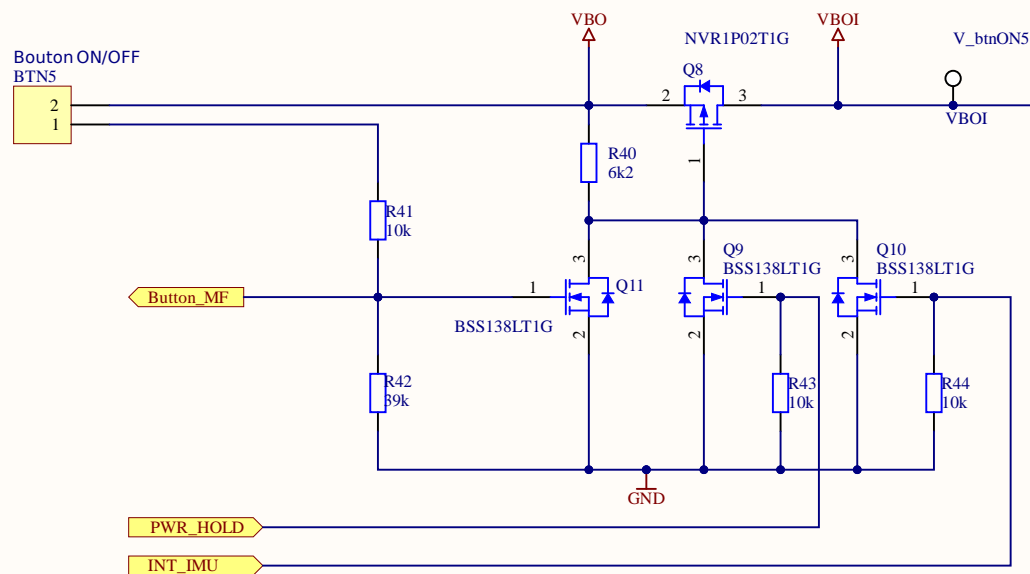 VBO
NVR1P02T1G
VBOI
V_btnON5
Bouton ON/OFF
BTN5
Q8
2
1
2
3
VBOI
R40
6k2
1
R41
10k
3
3
Q9
BSS138LT1G
3
Q10
BSS138LT1G
Button_MF
1
Q11
1
1
BSS138LT1G
2
2
2
R42
39k
R43
10k
R44
10k
GND
PWR_HOLD
INT_IMU